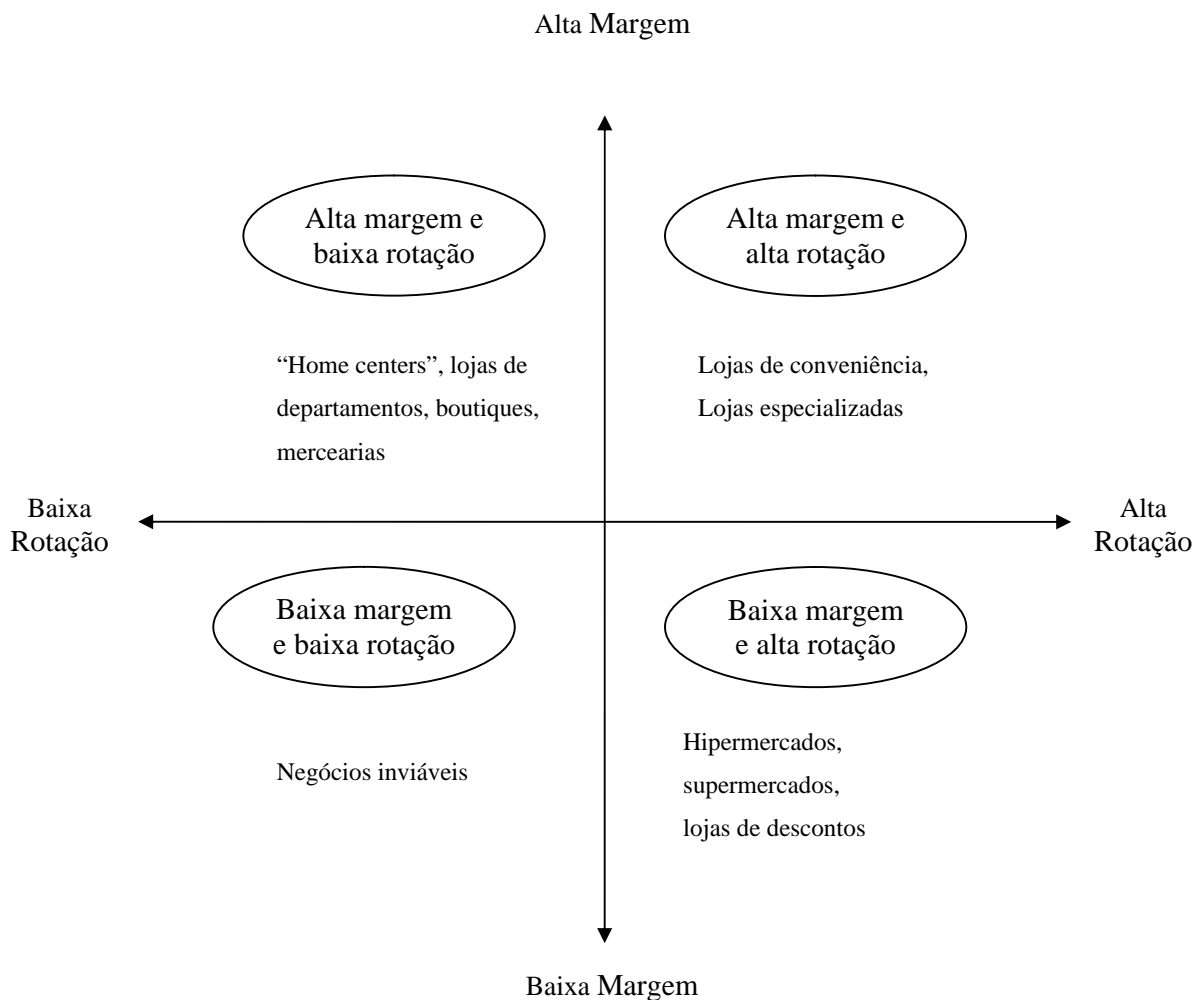 Alta Margem
Alta margem e
baixa rotação
Alta margem e
alta rotação
“Home centers”, lojas de
departamentos, boutiques,
mercearias
Lojas de conveniência,
Lojas especializadas
Baixa
Rotação
Alta
Rotação
Baixa margem
e baixa rotação
Baixa margem
e alta rotação
Negócios inviáveis
Hipermercados,
supermercados,
lojas de descontos
Baixa Margem